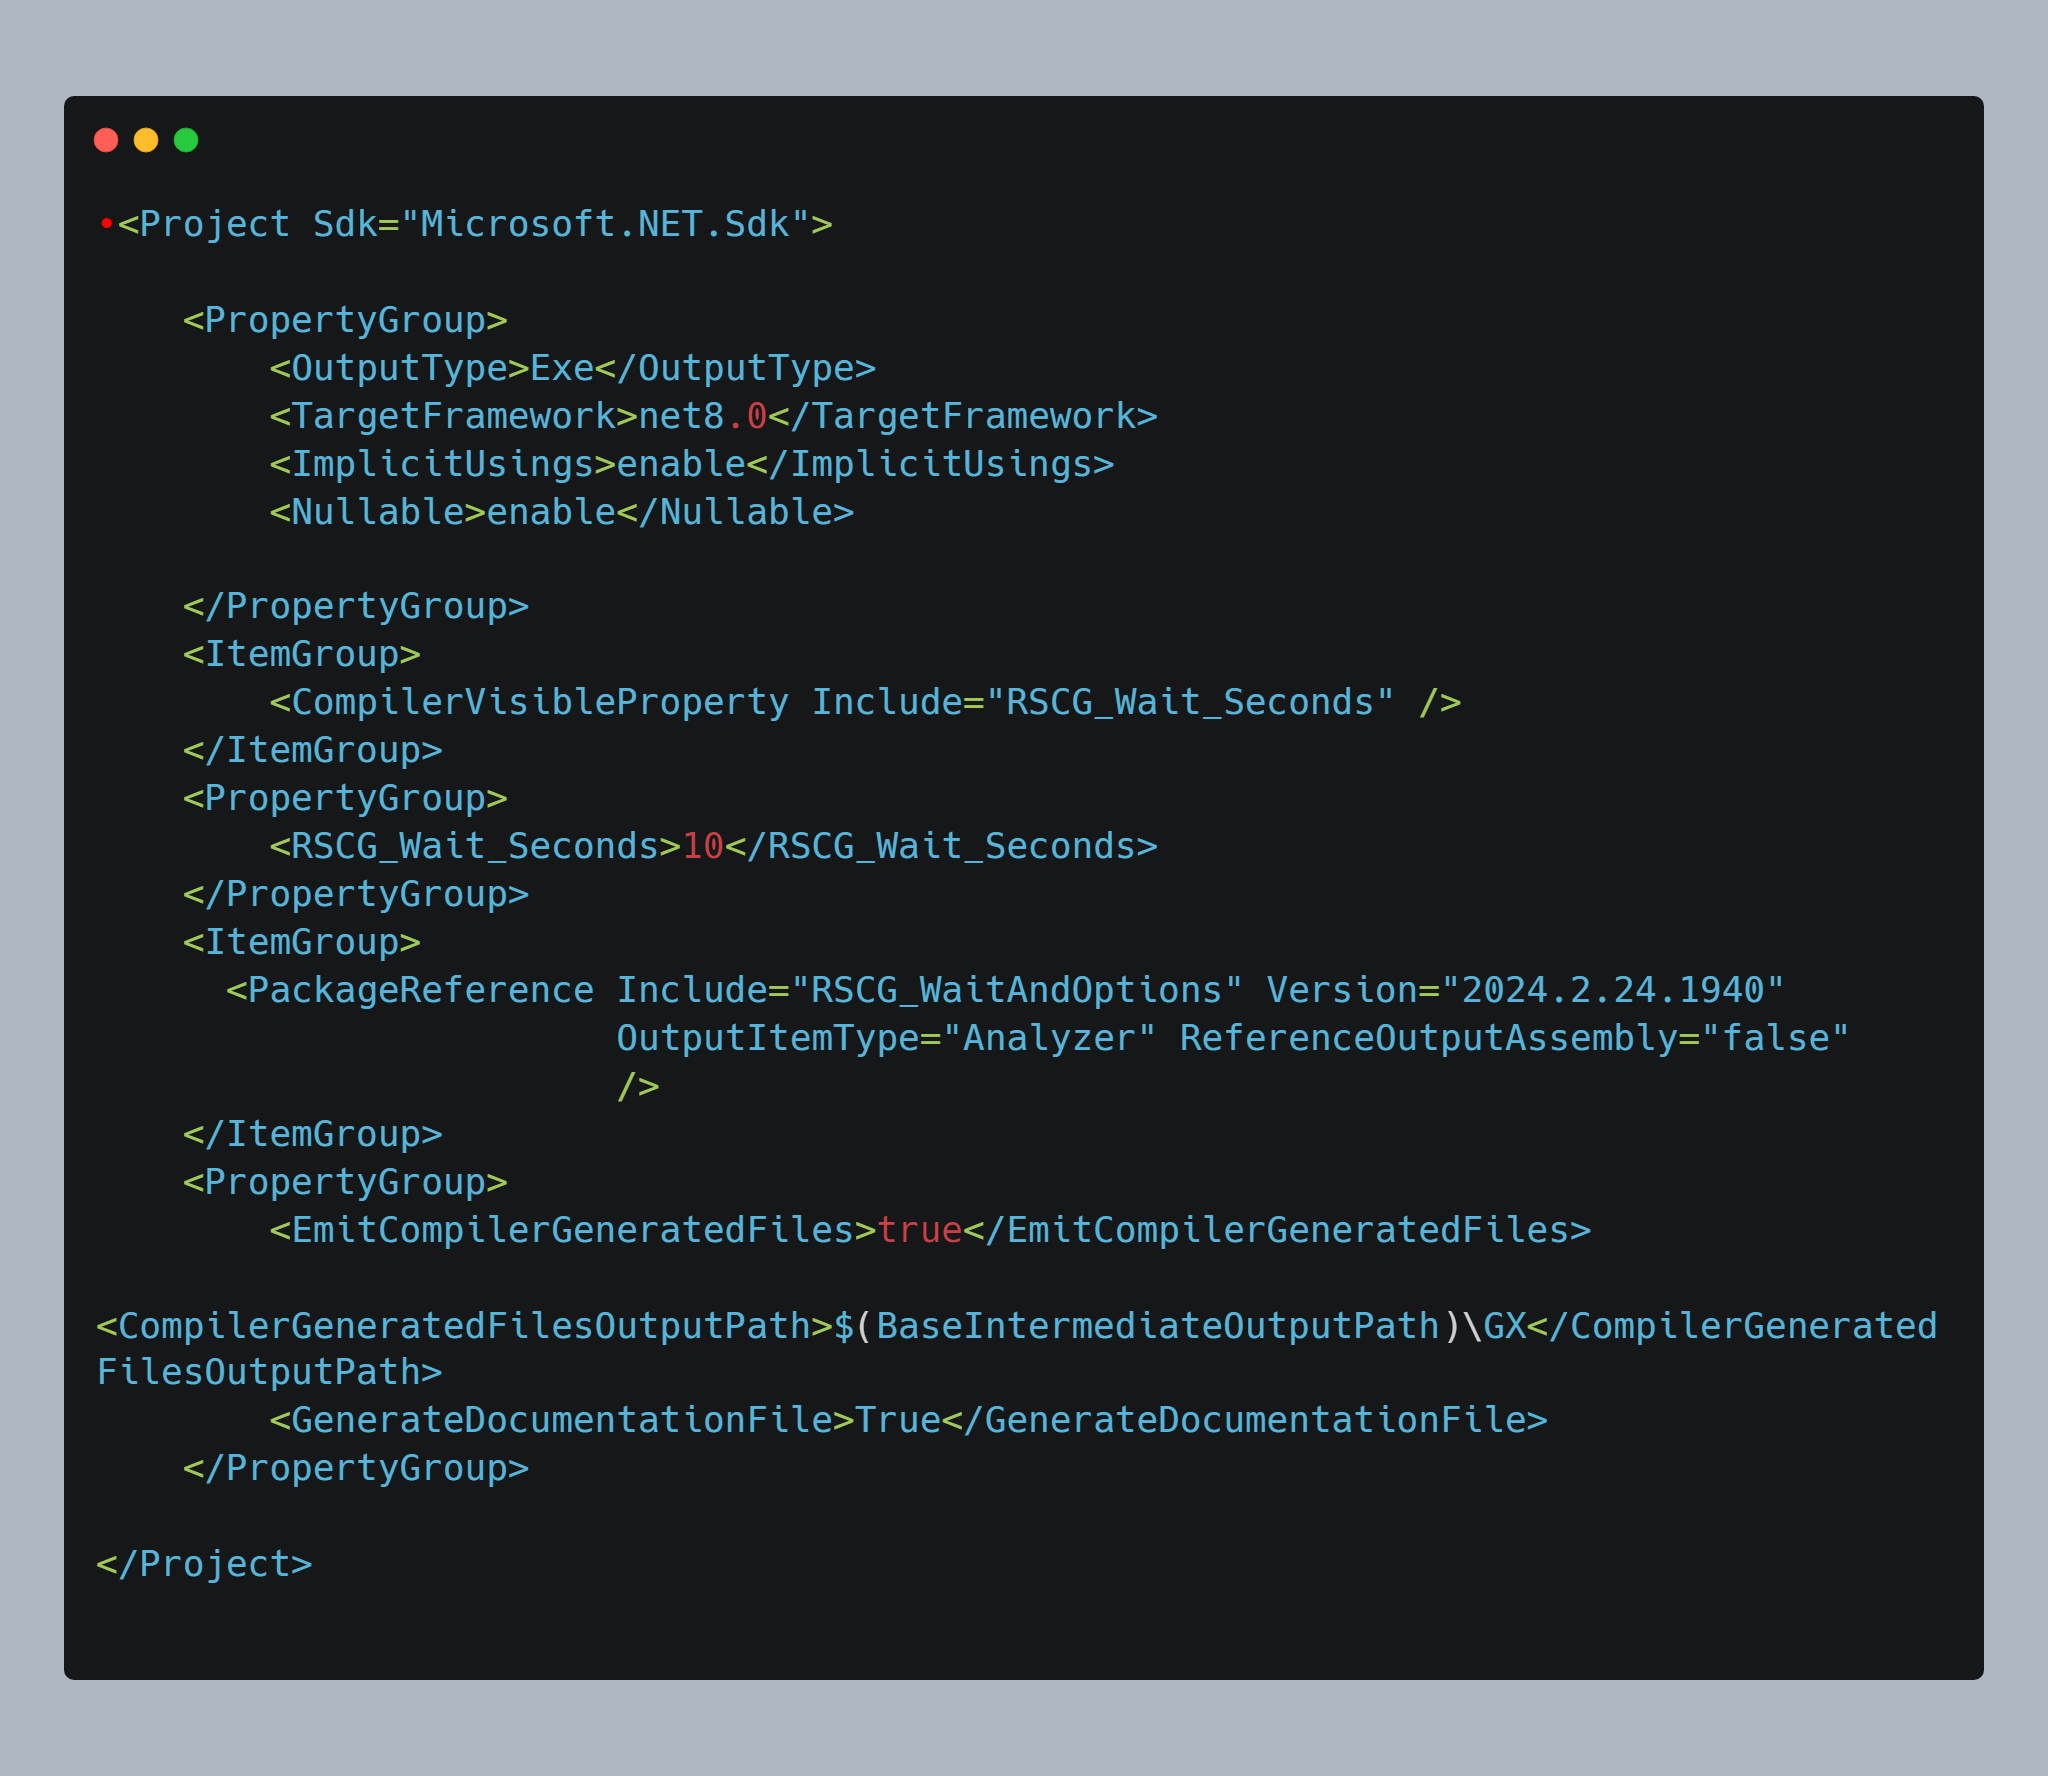 •<Project Sdk="Microsoft.NET.Sdk">
<PropertyGroup>
<OutputType>Exe</OutputType>
<TargetFramework>net8.0</TargetFramework>
<ImplicitUsings>enable</ImplicitUsings>
<Nullable>enable</Nullable>
</PropertyGroup>
<ItemGroup>
<CompilerVisibleProperty Include="RSCG_Wait_Seconds" />
</ItemGroup>
<PropertyGroup>
<RSCG_Wait_Seconds>10</RSCG_Wait_Seconds>
</PropertyGroup>
<ItemGroup>
<PackageReference Include="RSCG_WaitAndOptions" Version="2024.2.24.1940"
OutputItemType="Analyzer" ReferenceOutputAssembly="false"
/>
</ItemGroup>
<PropertyGroup>
<EmitCompilerGeneratedFiles>true</EmitCompilerGeneratedFiles>
<CompilerGeneratedFilesOutputPath>$(BaseIntermediateOutputPath)\GX</CompilerGenerated
FilesOutputPath>
<GenerateDocumentationFile>True</GenerateDocumentationFile>
</PropertyGroup>
</Project>